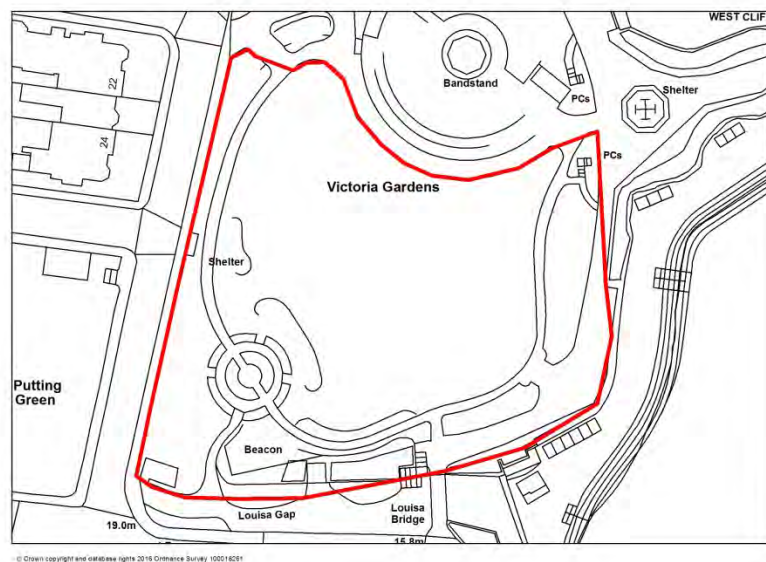 WEST CLIF
22
Bandstand
Shelter
PCs
24
PCs
Victoria Gardens
Shelter
Putting
Green
Beacon
Louisa Gap
Louisa
Bridge
19.0m
15.8m
© Crown copyright and database rights 2016 Ordnance Survey 100018261